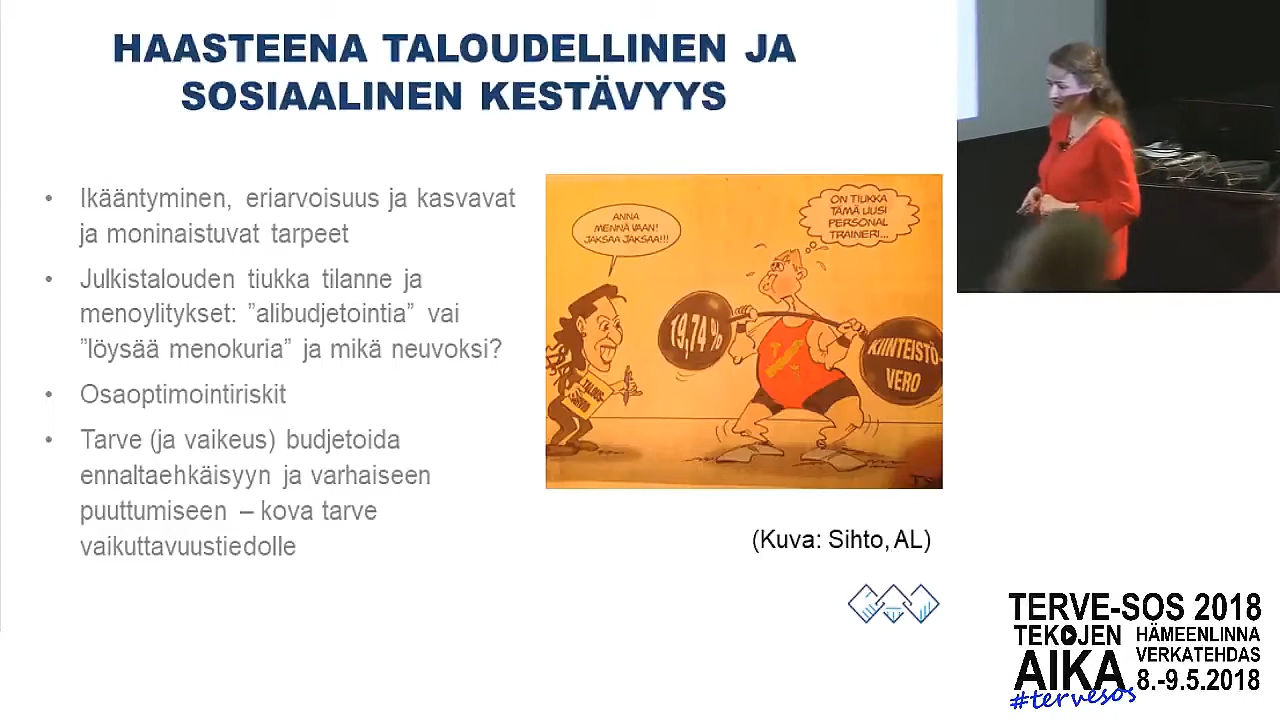 HAASTEENA TALOUDELLINEN JA
SOSIAALINEN KESTÄVYYS
• Ikääntyminen, eriarvoisuus ja kasvavat
ja moninaistuvat tarpeet
• Julkistalouden tiukka tilanne ja
menoylitykset: ”alibudjetointia” vai
”löysää menokuria” ja mikä neuvoksi?
• Osaoptimointiriskit
• Tarve (ja vaikeus) budjetoida
ennaltaehkäisyyn ja varhaiseen
puuttumiseen – kova tarve
vaikuttavuustiedolle
ANNA
MENNÄ VAAN!
JAKSAA JAKSAA!!!
ON TIUKKA
TÄMÄ UUSI
PERSONAL
TRAINERI...
19,74 %
KIINTEISTÖ-
VERO
(Kuva: Sihto, AL)
TERVE-SOS 2018
TEKOJEN
AIKA
HÄMEENLINNA
VERKATEHDAS
8.-9.5.2018
#tervesos